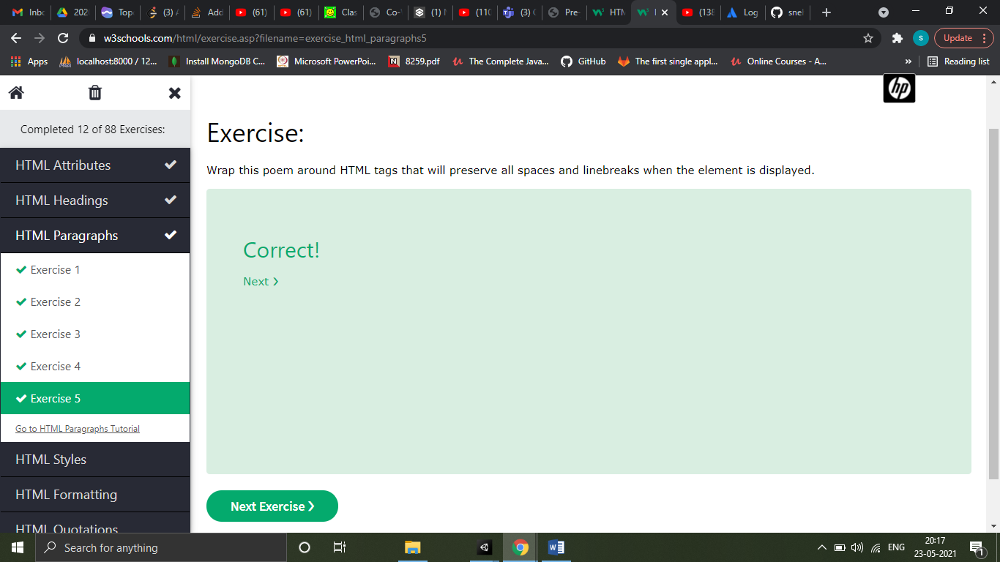 Inbo
202
Top
(3) A
Add
(61)
(61)
Clas
Co-
(1) N
(110
(3) C
Pre-
HTM
(138
Log
snel
w3schools.com/html/exercise.asp?filename=exercise_html_paragraphs5
S
Update
Apps
localhost:8000 / 12...
Install MongoDB C...
Microsoft PowerPoi...
8259.pdf
The Complete Java...
GitHub
The first single appl...
Online Courses - A...
»
Reading list
hp
Completed 12 of 88 Exercises:
HTML Attributes
HTML Headings
HTML Paragraphs
Exercise 1
Exercise 2
Exercise 3
Exercise 4
Exercise 5
Go to HTML Paragraphs Tutorial
HTML Styles
HTML Formatting
HTML Quotations
Exercise:
Wrap this poem around HTML tags that will preserve all spaces and linebreaks when the element is displayed.
Correct!
Next ❯
Next Exercise ❯
Search for anything
ENG
20:17
23-05-2021
1